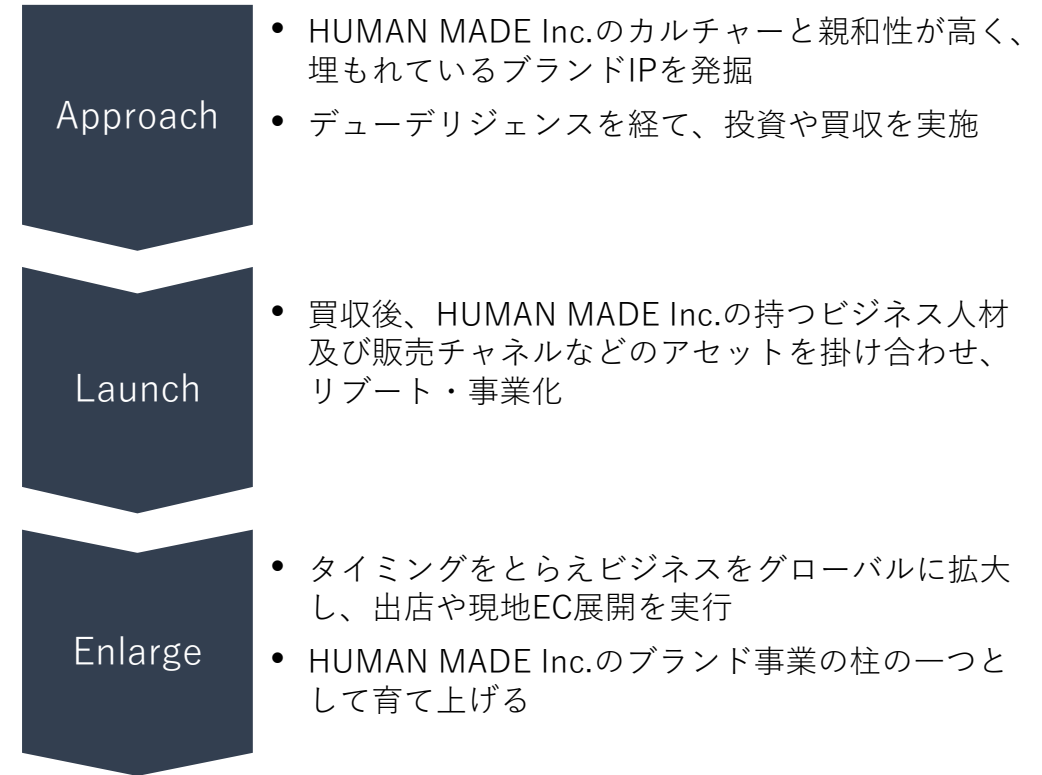 Approach
• HUMAN MADE Inc.のカルチャーと親和性が高く、
埋もれているブランドIPを発掘
• デューデリジェンスを経て、投資や買収を実施
Launch
• 買収後、HUMAN MADE Inc.の持つビジネス人材
及び販売チャネルなどのアセットを掛け合わせ、
リブート・事業化
Enlarge
• タイミングをとらえビジネスをグローバルに拡大
し、出店や現地EC展開を実行
• HUMAN MADE Inc.のブランド事業の柱の一つと
して育て上げる